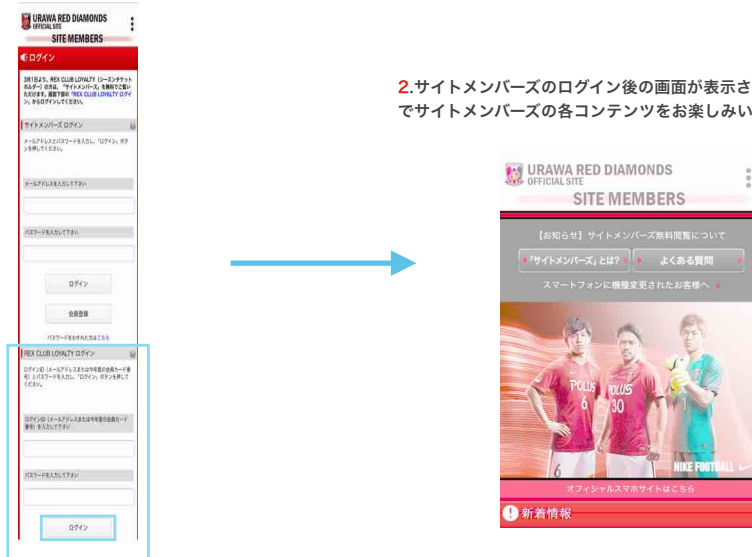 URAWA RED DIAMONDS
OFFICIAL SITE
SITE MEMBERS
ログイン
3月1日より、REX CLUB LOYALTY (シーズンチケット
ホルダー) の方は、「サイトメンバーズ」を無料でご覧い
ただけます。画面下部の「REX CLUB LOYALTY ログイ
ン」からログインしてください。
サイトメンバーズ ログイン
メールアドレスとパスワードを入力し、「ログイン」ボタ
ンを押してください。
メールアドレスを入力して下さい
パスワードを入力して下さい
ログイン
会員登録
パスワードを忘れた方はこちら
REX CLUB LOYALTY ログイン
ログインID (メールアドレスまたは今年度の会員カード番
号) とパスワードを入力し、「ログイン」ボタンを押して
ください。
ログインID (メールアドレスまたは今年度の会員カード
番号) を入力して下さい
パスワードを入力して下さい
ログイン
2.サイトメンバーズのログイン後の画面が表示さ
でサイトメンバーズの各コンテンツをお楽しみい
URAWA RED DIAMONDS
OFFICIAL SITE
SITE MEMBERS
【お知らせ】サイトメンバーズ無料閲覧について
「サイトメンバーズ」とは?
よくある質問
スマートフォンに機種変更されたお客様へ
POLUS
6
POLUS
30
1
6
NIKE FOOTBALL
オフィシャルスマホサイトはこちら
! 新着情報